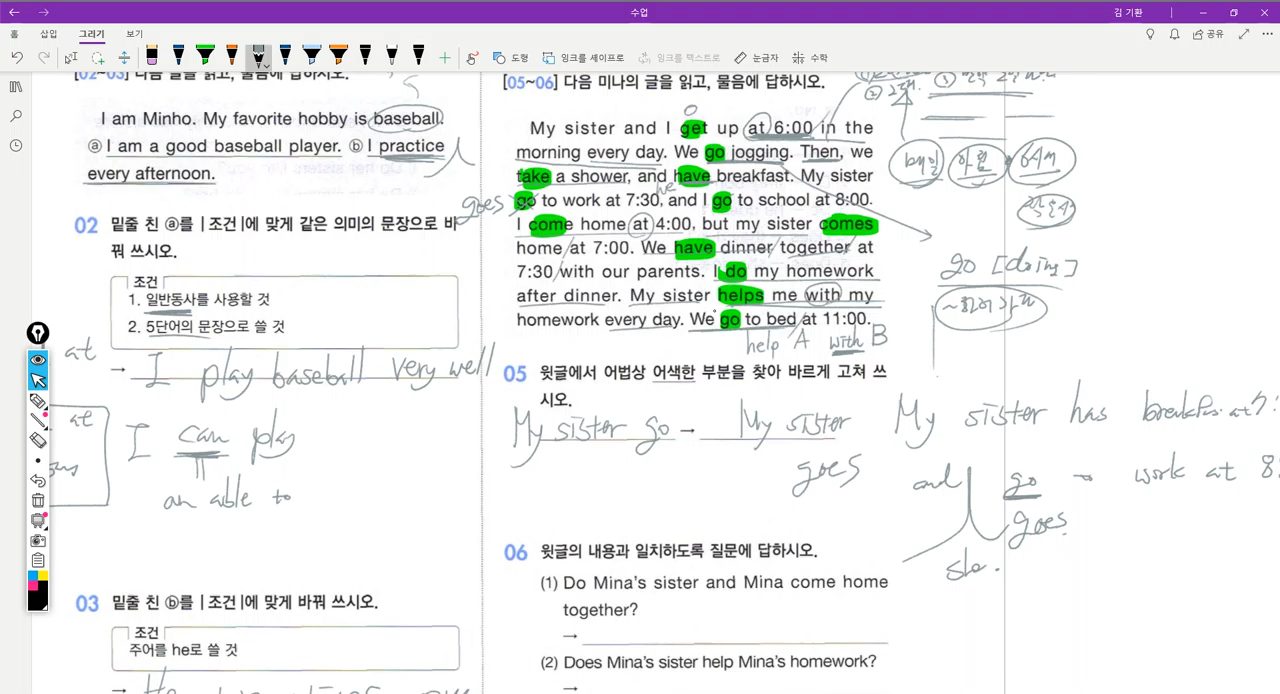 수업
김 기환
홈 삽입 그리기 보기
공유
도형 잉크를 셰이프로 잉크를 텍스트로 눈금자 수학
[02~03] 다음 글을 읽고, 물음에 답하시오.
I am Minho. My favorite hobby is baseball.
ⓐ I am a good baseball player. ⓑ I practice
every afternoon.
02 밑줄 친 ⓐ를 |조건|에 맞게 같은 의미의 문장으로 바
꿔 쓰시오.
조건
1. 일반동사를 사용할 것
2. 5단어의 문장으로 쓸 것
→ I play baseball very well
at
at
I can play
an able to
03 밑줄 친 ⓑ를 |조건|에 맞게 바꿔 쓰시오.
조건
주어를 he로 쓸 것
→ He
[05~06] 다음 미나의 글을 읽고, 물음에 답하시오.
My sister and I get up at 6:00 in the
morning every day. We go jogging. Then, we
take a shower, and have breakfast. My sister
he
goes
go to work at 7:30, and I go to school at 8:00.
I come home at 4:00, but my sister comes
home at 7:00. We have dinner together at
7:30 with our parents. I do my homework
after dinner. My sister helps me with my
homework every day. We go to bed at 11:00.
help A with B
05 윗글에서 어법상 어색한 부분을 찾아 바르게 고쳐 쓰
시오.
My sister go → My sister
goes
06 윗글의 내용과 일치하도록 질문에 답하시오.
(1) Do Mina's sister and Mina come home
together?
→
(2) Does Mina's sister help Mina's homework?
→
①
②
매일
go [doing]
~하러 가다
My sister has
and go work at 8
goes
she.